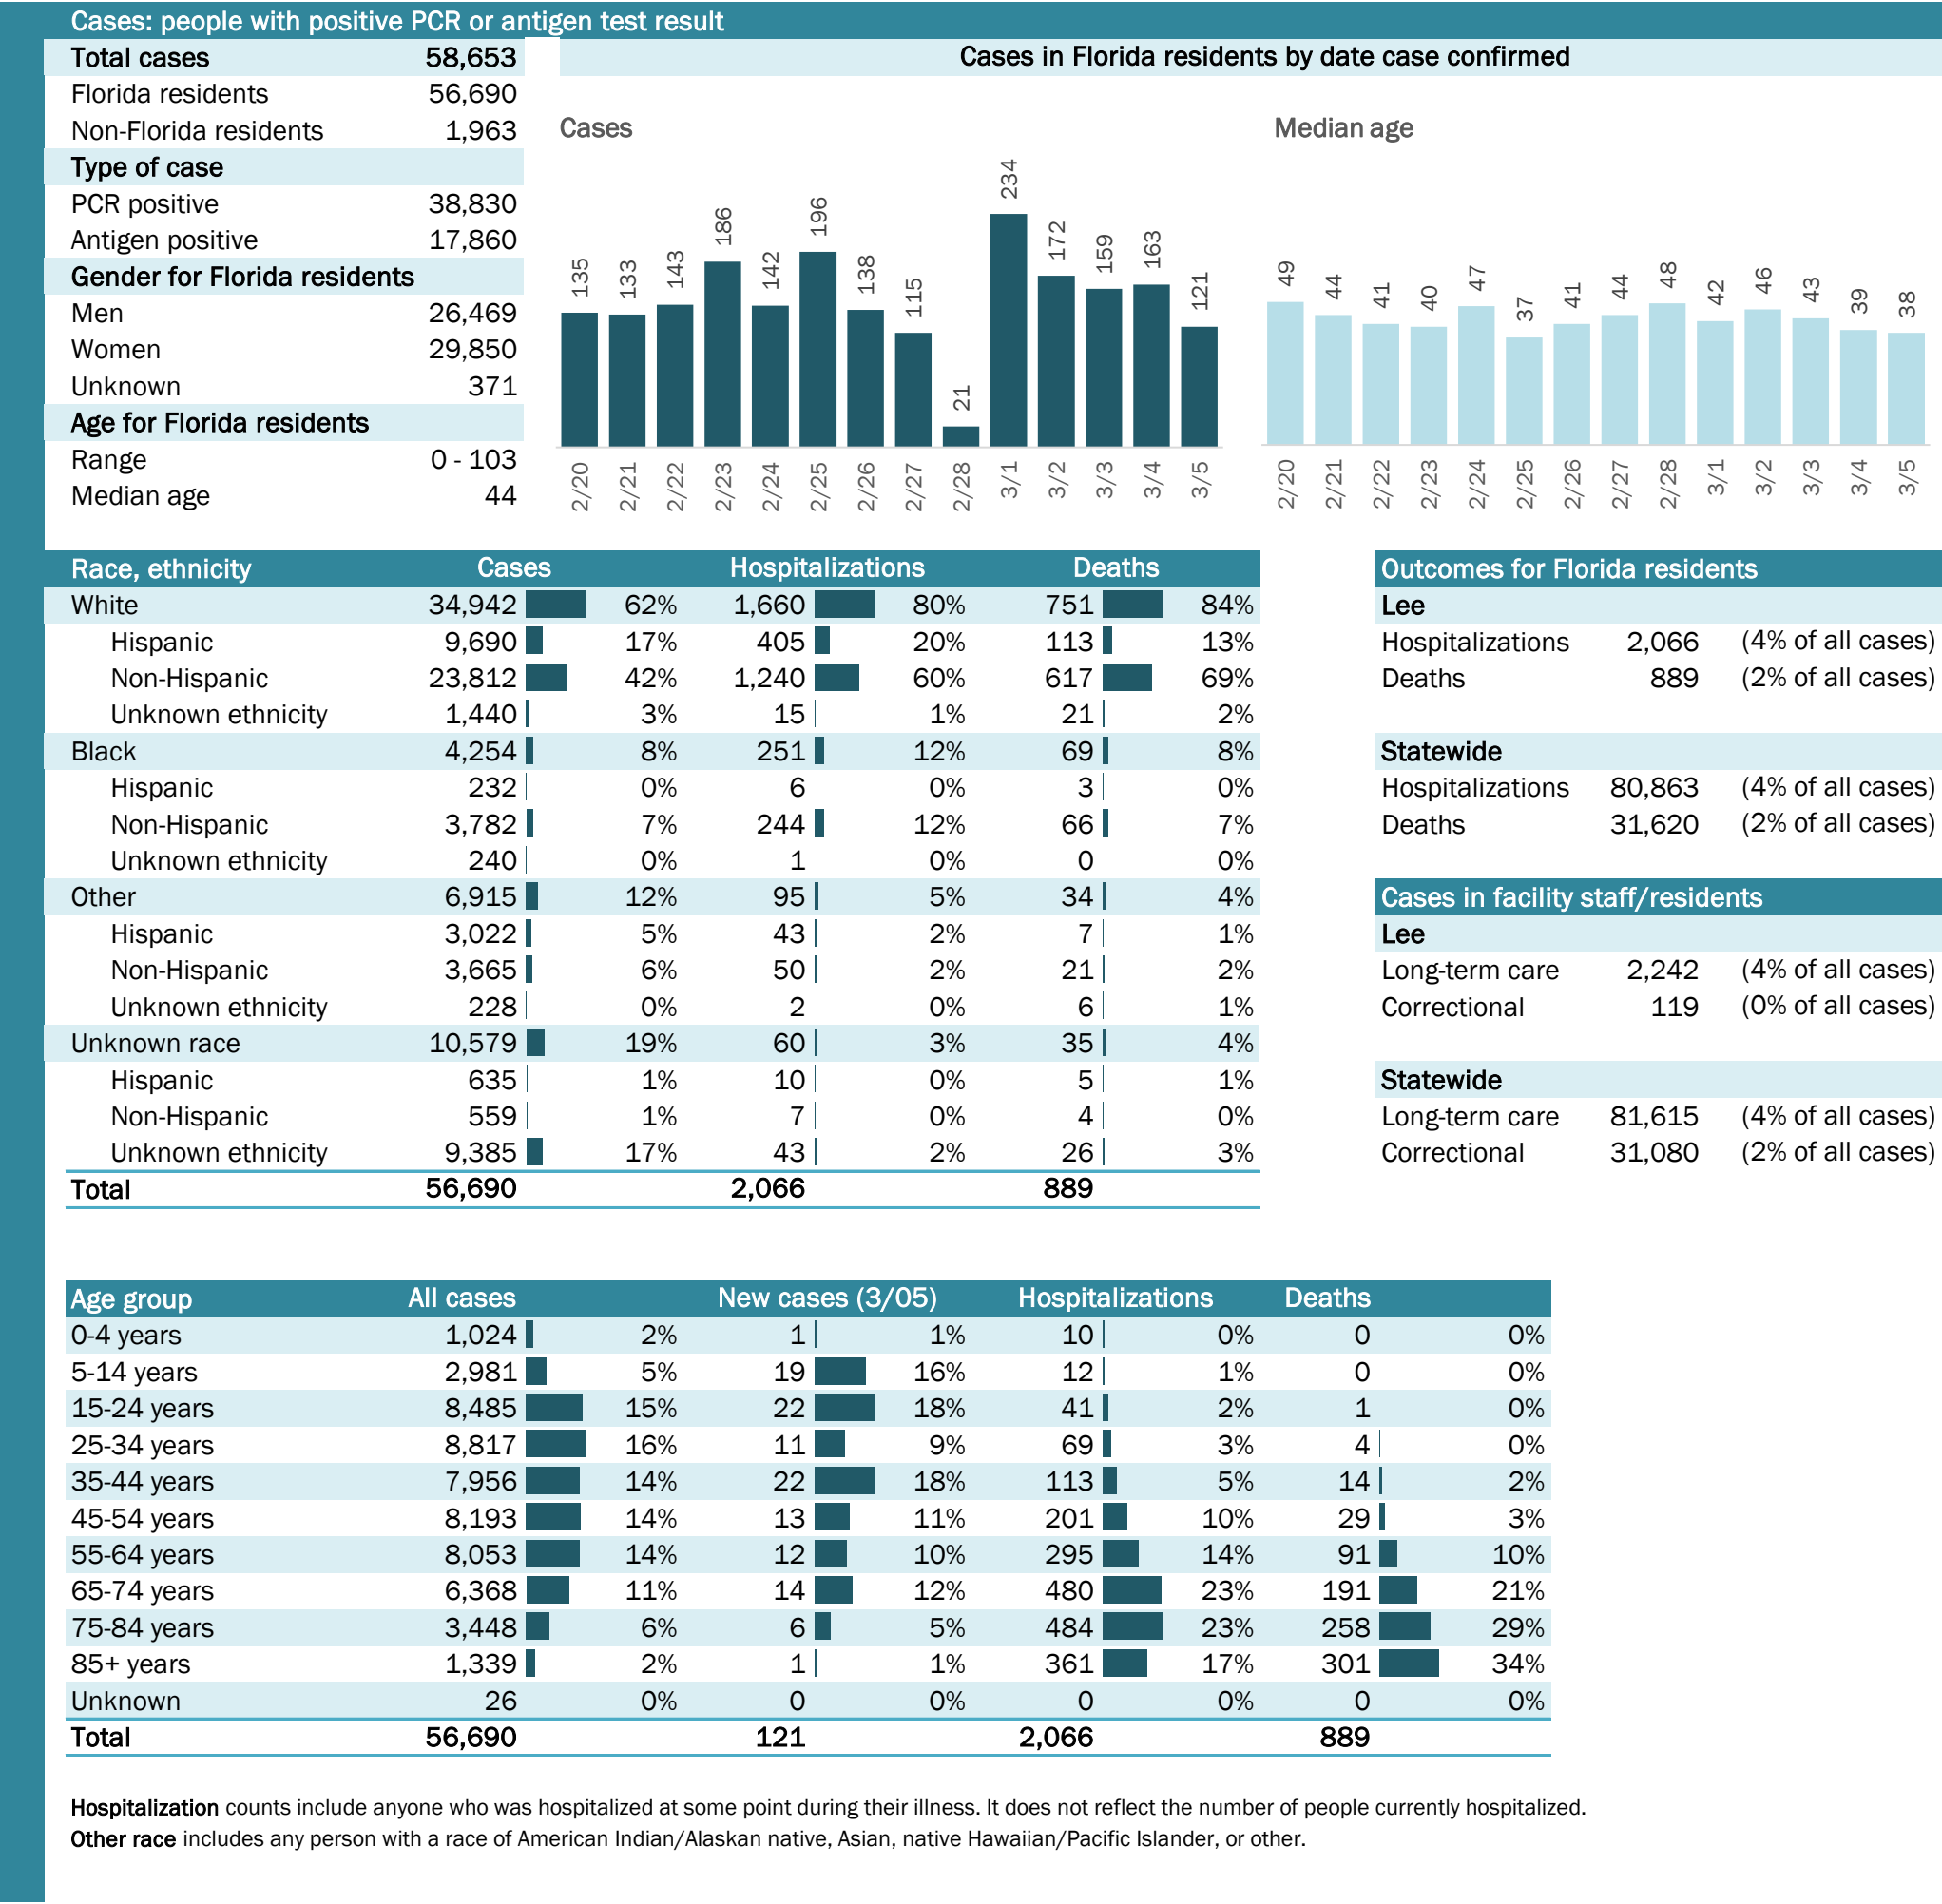 Cases: people with positive PCR or antigen test result
Total cases 58,653
Florida residents 56,690
Non-Florida residents 1,963
Type of case
PCR positive 38,830
Antigen positive 17,860
Gender for Florida residents
Men 26,469
Women 29,850
Unknown 371
Age for Florida residents
Range 0 - 103
Median age 44
Cases in Florida residents by date case confirmed
Cases
135 133 143 186 142 196 138 115 21 234 172 159 163 121
2/20 2/21 2/22 2/23 2/24 2/25 2/26 2/27 2/28 3/1 3/2 3/3 3/4 3/5
Median age
49 44 41 40 47 37 41 44 48 42 46 43 39 38
2/20 2/21 2/22 2/23 2/24 2/25 2/26 2/27 2/28 3/1 3/2 3/3 3/4 3/5
Race, ethnicity Cases Hospitalizations Deaths
White 34,942 62% 1,660 80% 751 84%
Hispanic 9,690 17% 405 20% 113 13%
Non-Hispanic 23,812 42% 1,240 60% 617 69%
Unknown ethnicity 1,440 3% 15 1% 21 2%
Black 4,254 8% 251 12% 69 8%
Hispanic 232 0% 6 0% 3 0%
Non-Hispanic 3,782 7% 244 12% 66 7%
Unknown ethnicity 240 0% 1 0% 0 0%
Other 6,915 12% 95 5% 34 4%
Hispanic 3,022 5% 43 2% 7 1%
Non-Hispanic 3,665 6% 50 2% 21 2%
Unknown ethnicity 228 0% 2 0% 6 1%
Unknown race 10,579 19% 60 3% 35 4%
Hispanic 635 1% 10 0% 5 1%
Non-Hispanic 559 1% 7 0% 4 0%
Unknown ethnicity 9,385 17% 43 2% 26 3%
Total 56,690 2,066 889
Outcomes for Florida residents
Lee
Hospitalizations 2,066 (4% of all cases)
Deaths 889 (2% of all cases)
Statewide
Hospitalizations 80,863 (4% of all cases)
Deaths 31,620 (2% of all cases)
Cases in facility staff/residents
Lee
Long-term care 2,242 (4% of all cases)
Correctional 119 (0% of all cases)
Statewide
Long-term care 81,615 (4% of all cases)
Correctional 31,080 (2% of all cases)
Age group All cases New cases (3/05) Hospitalizations Deaths
0-4 years 1,024 2% 1 1% 10 0% 0 0%
5-14 years 2,981 5% 19 16% 12 1% 0 0%
15-24 years 8,485 15% 22 18% 41 2% 1 0%
25-34 years 8,817 16% 11 9% 69 3% 4 0%
35-44 years 7,956 14% 22 18% 113 5% 14 2%
45-54 years 8,193 14% 13 11% 201 10% 29 3%
55-64 years 8,053 14% 12 10% 295 14% 91 10%
65-74 years 6,368 11% 14 12% 480 23% 191 21%
75-84 years 3,448 6% 6 5% 484 23% 258 29%
85+ years 1,339 2% 1 1% 361 17% 301 34%
Unknown 26 0% 0 0% 0 0% 0 0%
Total 56,690 121 2,066 889
Hospitalization counts include anyone who was hospitalized at some point during their illness. It does not reflect the number of people currently hospitalized.
Other race includes any person with a race of American Indian/Alaskan native, Asian, native Hawaiian/Pacific Islander, or other.